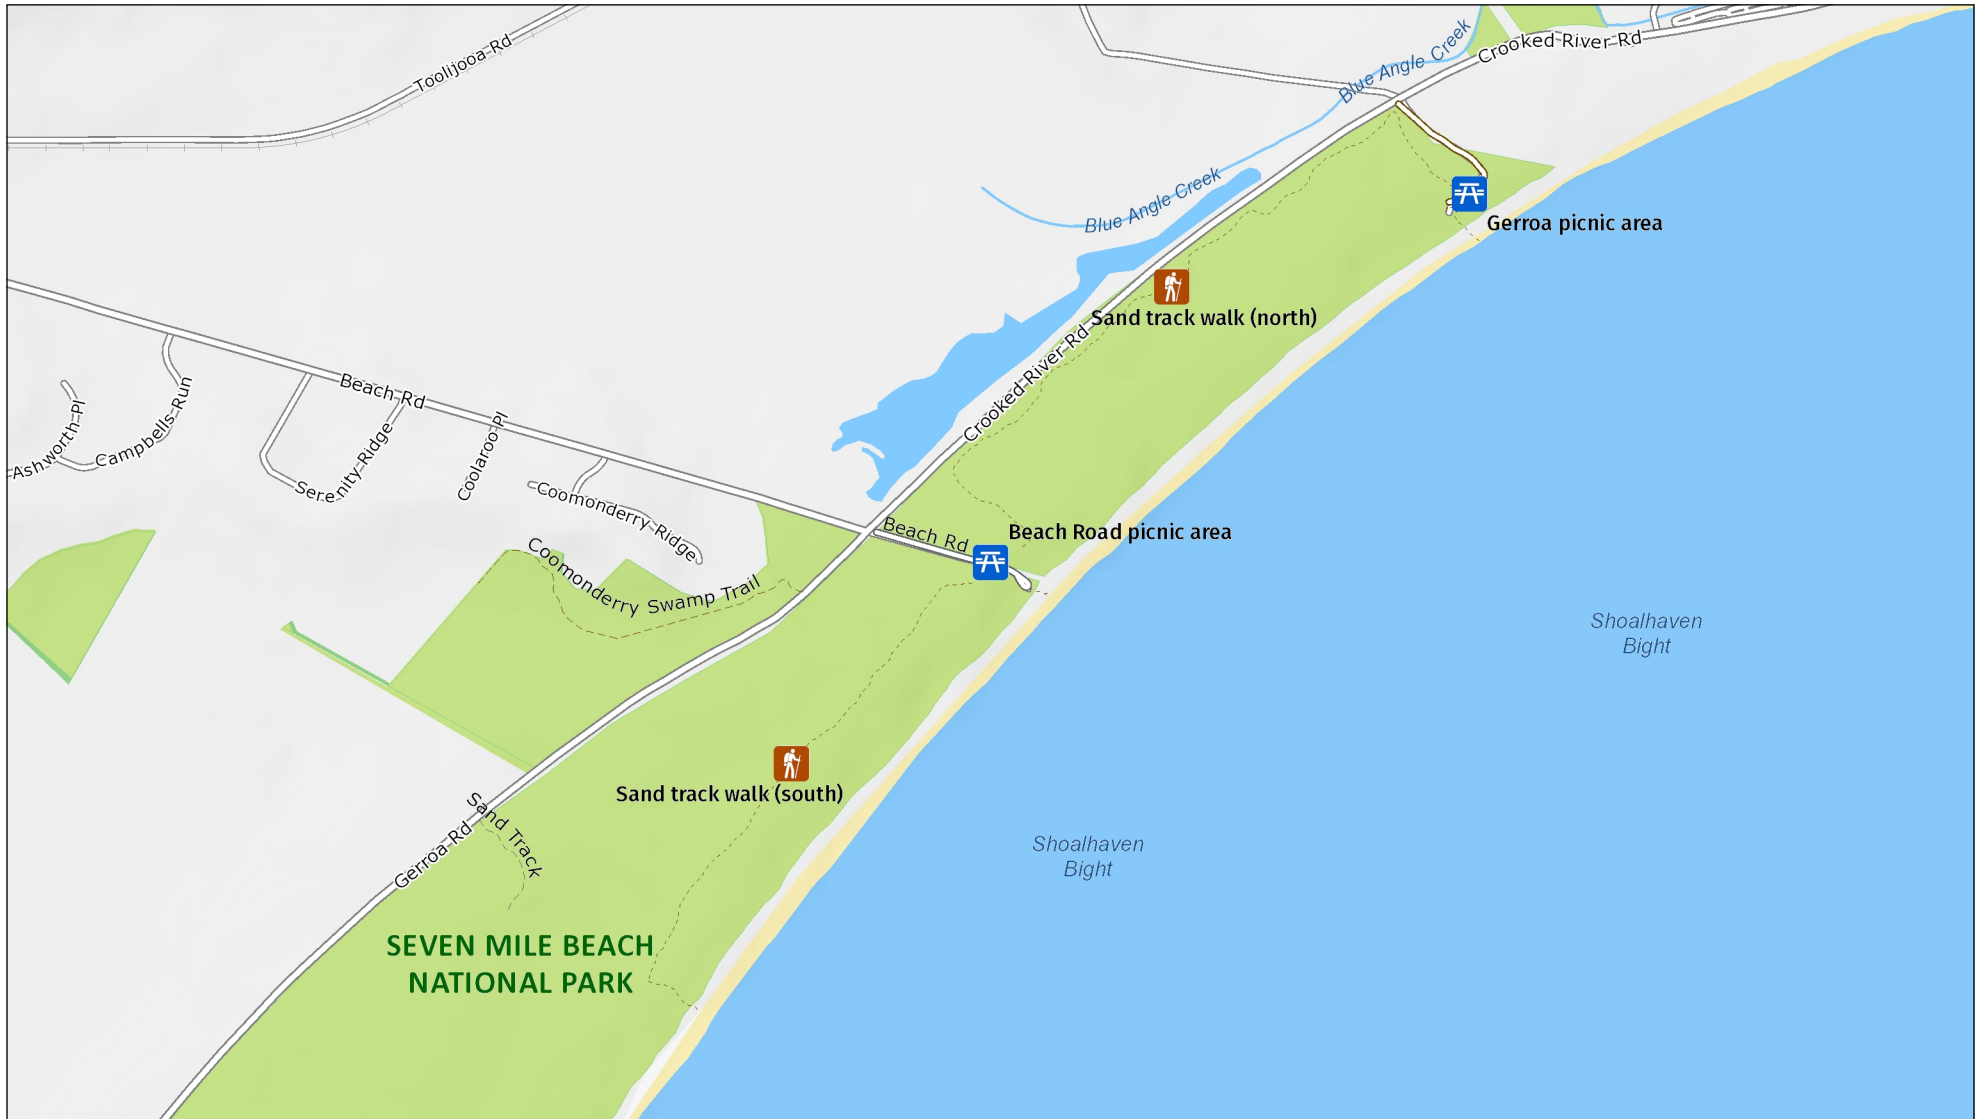 Toolijooa Rd
Crooked River Rd
Blue Angle Creek
Blue Angle Creek
Gerroa picnic area
Sand track walk (north)
Crooked River Rd
Beach Rd
Ashworth Pl
Campbells Run
Serenity Ridge
Coolaroo Pl
Coomonderry Ridge
Beach Rd
Beach Road picnic area
Coomonderry Swamp Trail
Shoalhaven
Bight
Sand track walk (south)
Sand Track
Gerroa Rd
Shoalhaven
Bight
SEVEN MILE BEACH
NATIONAL PARK